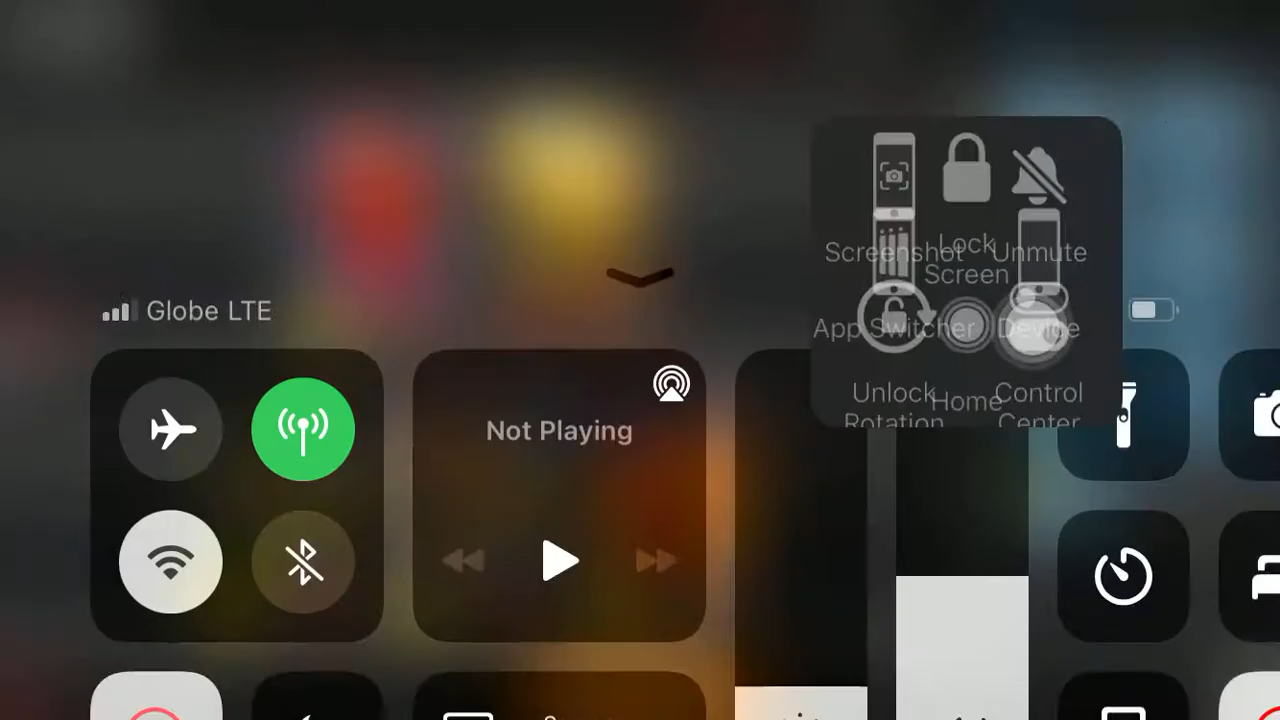 Globe LTE
Not Playing
Screenshot
Lock
Screen
Unmute
App Switcher
Device
Unlock
Rotation
Home
Control
Center